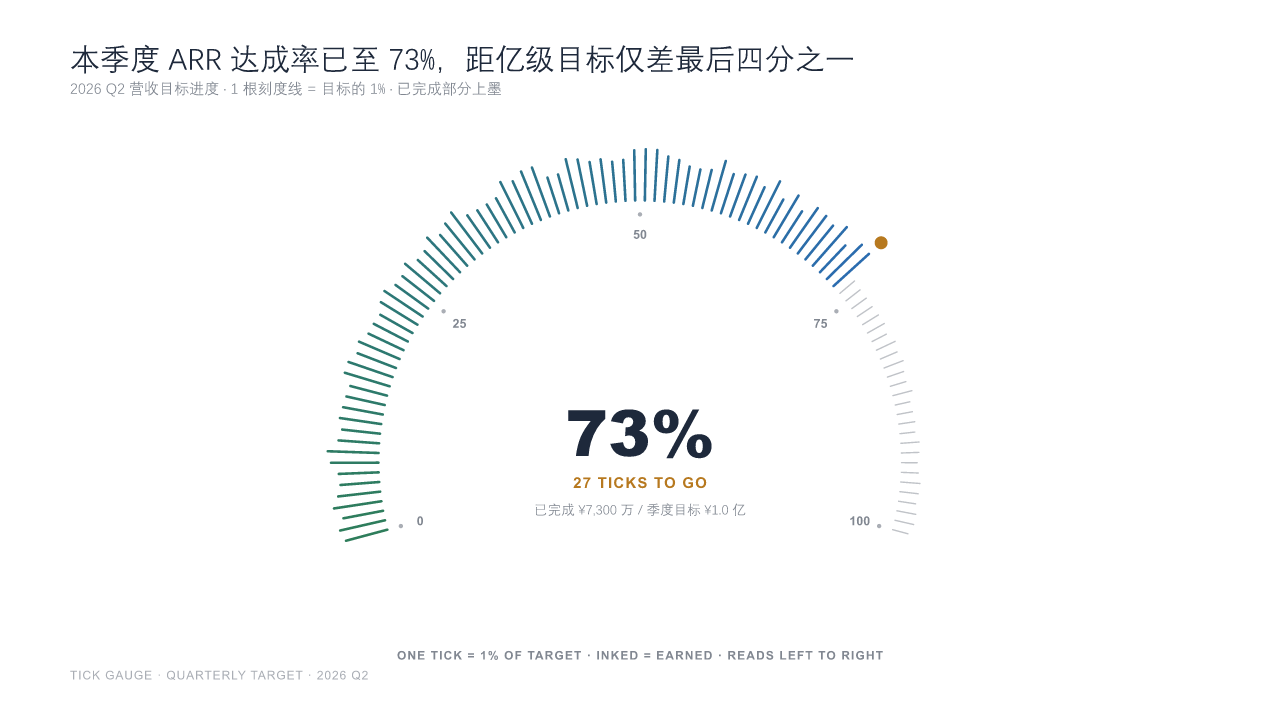 本季度 ARR 达成率已至 73%，距亿级目标仅差最后四分之一
2026 Q2 营收目标进度 · 1 根刻度线 = 目标的 1% · 已完成部分上墨
50
25
75
73%
27 TICKS TO GO
已完成 ¥7,300 万 / 季度目标 ¥1.0 亿
0
100
ONE TICK = 1% OF TARGET · INKED = EARNED · READS LEFT TO RIGHT
TICK GAUGE · QUARTERLY TARGET · 2026 Q2